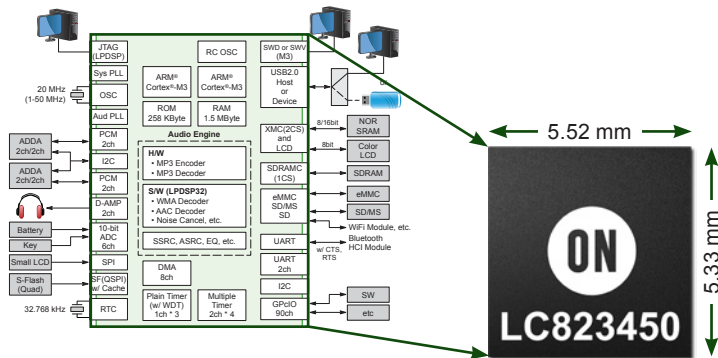 JTAG
(LPDSP)
Sys PLL
OSC
Aud PLL
PCM
2ch
I2C
PCM
2ch
D-AMP
2ch
10-bit
ADC
6ch
SPI
SF(QSPI)
w/ Cache
RTC
20 MHz
(1-50 MHz)
ADDA
2ch/2ch
ADDA
2ch/2ch
Battery
Key
Small LCD
S-Flash
(Quad)
32.768 kHz
RC OSC
ARM®
Cortex®-M3
ARM®
Cortex®-M3
ROM
258 KByte
RAM
1.5 MByte
Audio Engine
H/W
• MP3 Encoder
• MP3 Decoder
S/W (LPDSP32)
• WMA Decoder
• AAC Decoder
• Noise Cancel, etc.
SSRC, ASRC, EQ, etc.
DMA
8ch
Plain Timer
(w/ WDT)
1ch * 3
Multiple
Timer
2ch * 4
SWD or SWV
(M3)
USB2.0
Host
or
Device
XMC(2CS)
and
LCD
SDRAMC
(1CS)
eMMC
SD/MS
SD
UART
UART
2ch
I2C
GPcIO
90ch
8/16bit
8bit
NOR
SRAM
Color
LCD
SDRAM
eMMC
SD/MS
WiFi Module, etc.
Bluetooth
HCI Module
w/ CTS,
RTS
SW
etc
5.52 mm
5.33 mm
ON
LC823450